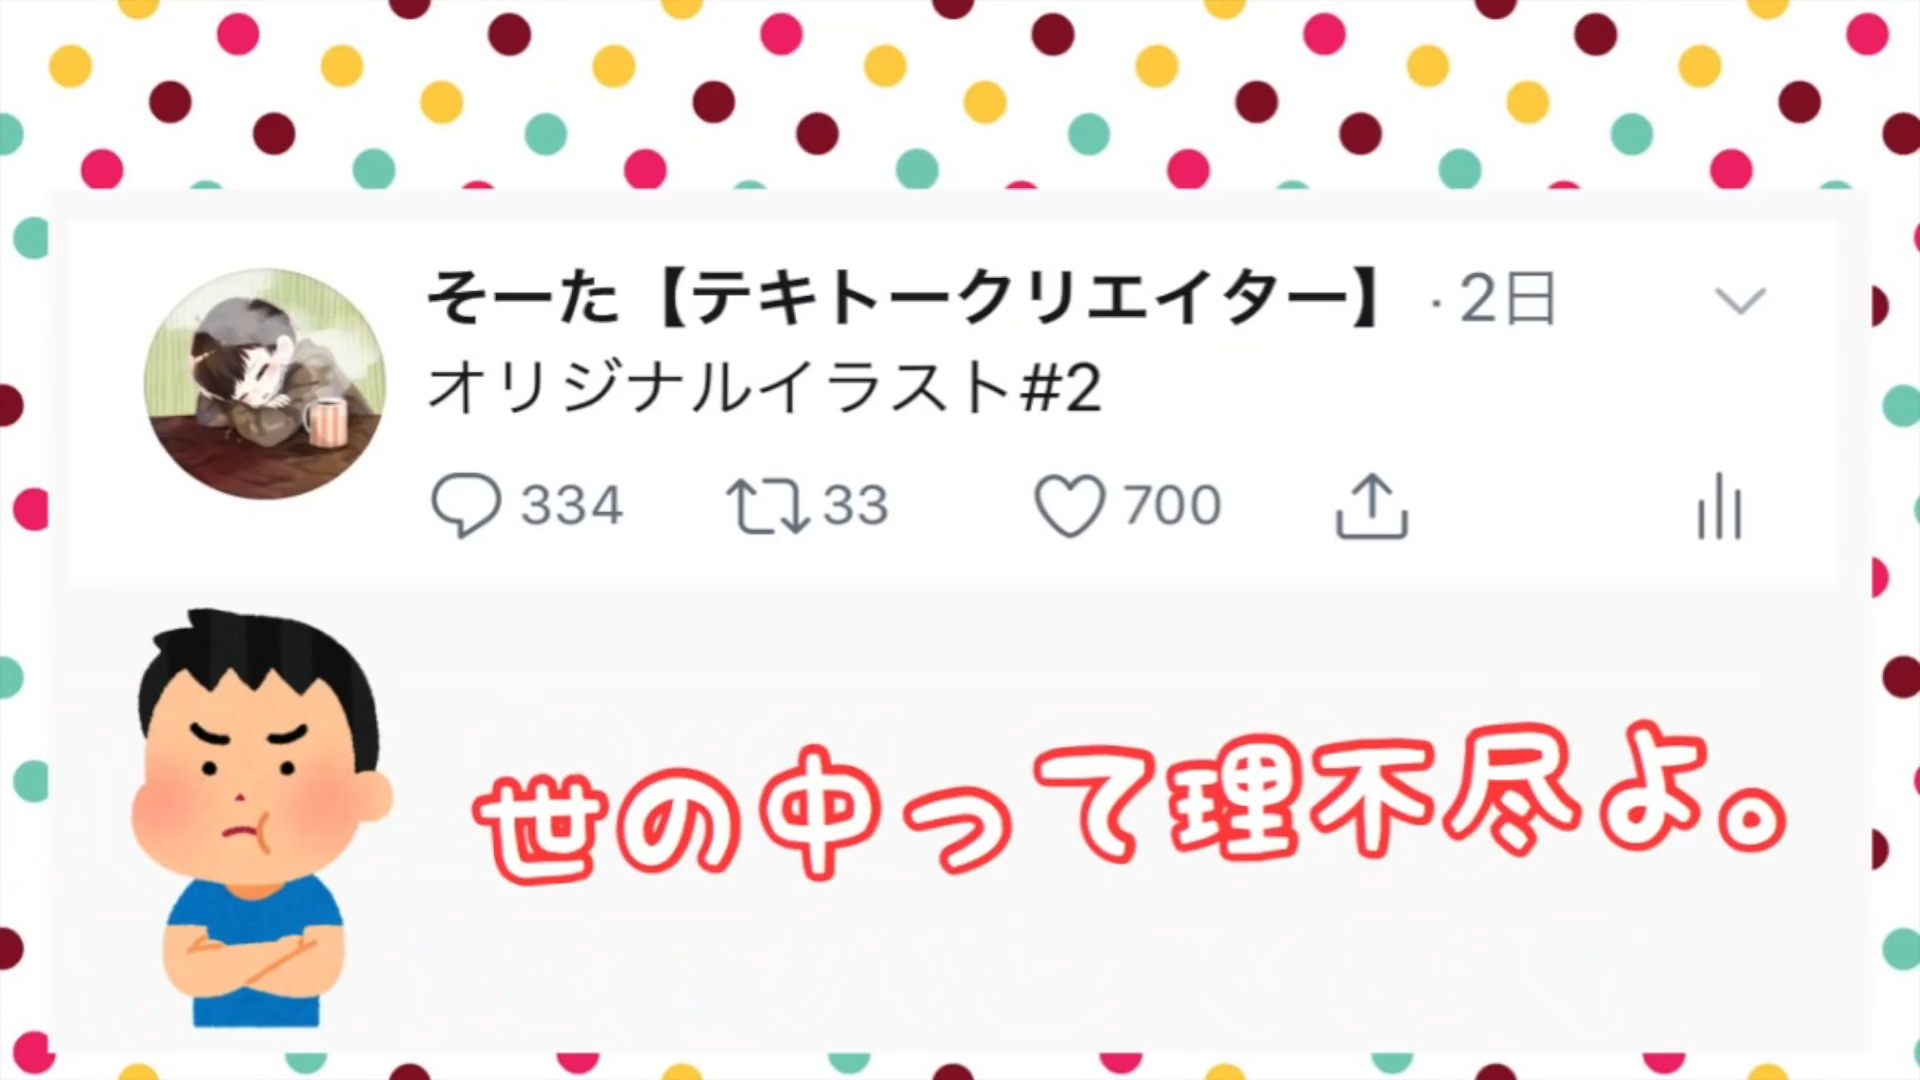 そーた【テキトークリエイター】 · 2日
オリジナルイラスト#2
334 33 700
世の中って理不尽よ。